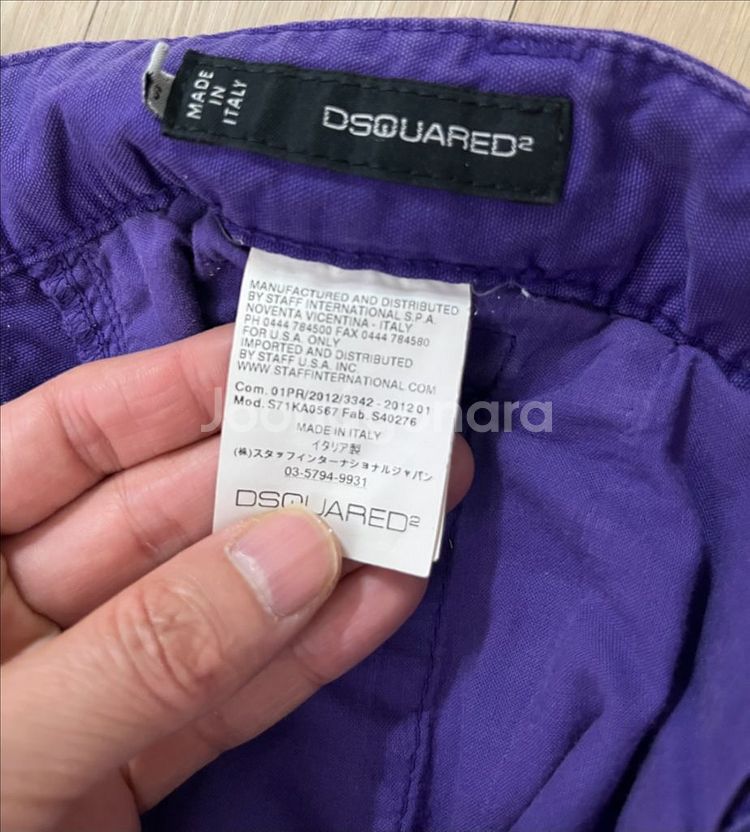 MADE
IN
ITALY
DSQUARED2
MANUFACTURED AND DISTRIBUTED
BY STAFF INTERNATIONAL S.P.A.
NOVENTA VICENTINA - ITALY
PH 0444 784500 FAX 0444 784580
FOR U.S.A. ONLY
IMPORTED AND DISTRIBUTED
BY STAFF U.S.A. INC.
WWW.STAFFINTERNATIONAL.COM
Com. 01PR/2012/3342 - 2012 01
Mod. S71KA0567 Fab. S40276
MADE IN ITALY
イタリア製
(株)スタッフインターナショナルジャパン
03-5794-9931
DSQUARED2
Joonggonara